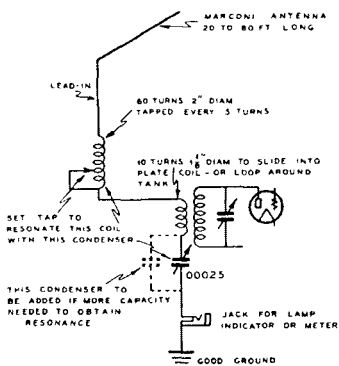 MARCONI ANTENNA
20 TO 80 FT LONG
LEAD-IN
60 TURNS 2" DIAM
TAPPED EVERY 5 TURNS
10 TURNS 1⅛" DIAM TO SLIDE INTO
PLATE COIL - OR LOOP AROUND
TANK
SET TAP TO
RESONATE THIS COIL
WITH THIS CONDENSER
.00025
THIS CONDENSER TO
BE ADDED IF MORE CAPACITY
NEEDED TO OBTAIN
RESONANCE
JACK FOR LAMP
INDICATOR OR METER
GOOD GROUND